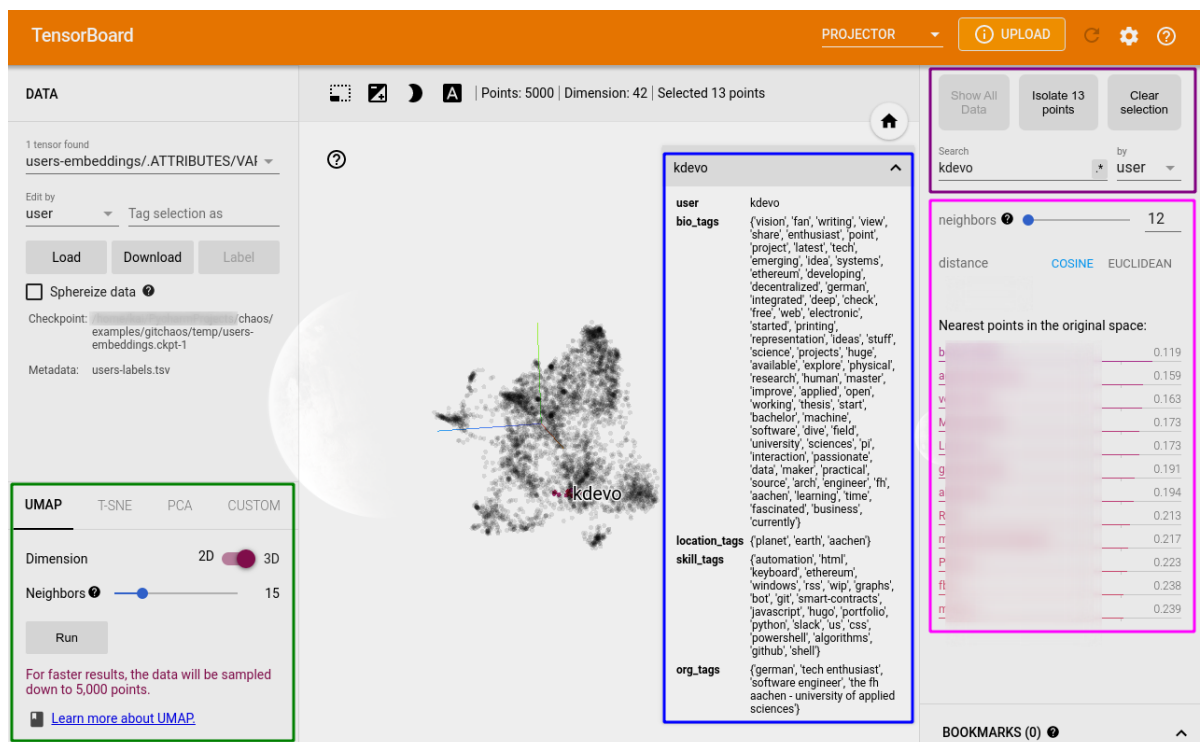 TensorBoard
PROJECTOR
UPLOAD
DATA
1 tensor found
users-embeddings/.ATTRIBUTES/VAF
Edit by
user
Tag selection as
Load
Download
Label
Sphereize data
Checkpoint:
/chaos/
examples/gitchaos/temp/users-
embeddings.ckpt-1
Metadata: users-labels.tsv
UMAP
T-SNE
PCA
CUSTOM
Dimension
2D
3D
Neighbors
15
Run
For faster results, the data will be sampled
down to 5,000 points.
Learn more about UMAP.
A
Points: 5000 | Dimension: 42 | Selected 13 points
kdevo
kdevo
user kdevo
bio_tags {'vision', 'fan', 'writing', 'view',
'share', 'enthusiast', 'point',
'project', 'latest', 'tech',
'emerging', 'idea', 'systems',
'ethereum', 'developing',
'decentralized', 'german',
'integrated', 'deep', 'check',
'free', 'web', 'electronic',
'started', 'printing',
'representation', 'ideas', 'stuff',
'science', 'projects', 'huge',
'available', 'explore', 'physical',
'research', 'human', 'master',
'improve', 'applied', 'open',
'working', 'thesis', 'start',
'bachelor', 'machine',
'software', 'dive', 'field',
'university', 'sciences', 'pi',
'interaction', 'passionate',
'data', 'maker', 'practical',
'source', 'arch', 'engineer', 'fh',
'aachen', 'learning', 'time',
'fascinated', 'business',
'currently'}
location_tags {'planet', 'earth', 'aachen'}
skill_tags {'automation', 'html',
'keyboard', 'ethereum',
'windows', 'rss', 'wip', 'graphs',
'bot', 'git', 'smart-contracts',
'javascript', 'hugo', 'portfolio',
'python', 'slack', 'us', 'css',
'powershell', 'algorithms',
'github', 'shell'}
org_tags {'german', 'tech enthusiast',
'software engineer', 'the fh
aachen - university of applied
sciences'}
Show All
Data
Isolate 13
points
Clear
selection
Search
kdevo
.*
by
user
neighbors
12
distance
COSINE
EUCLIDEAN
Nearest points in the original space:
0.119
0.159
0.163
0.173
0.173
0.191
0.194
0.213
0.217
0.223
0.238
0.239
BOOKMARKS (0)